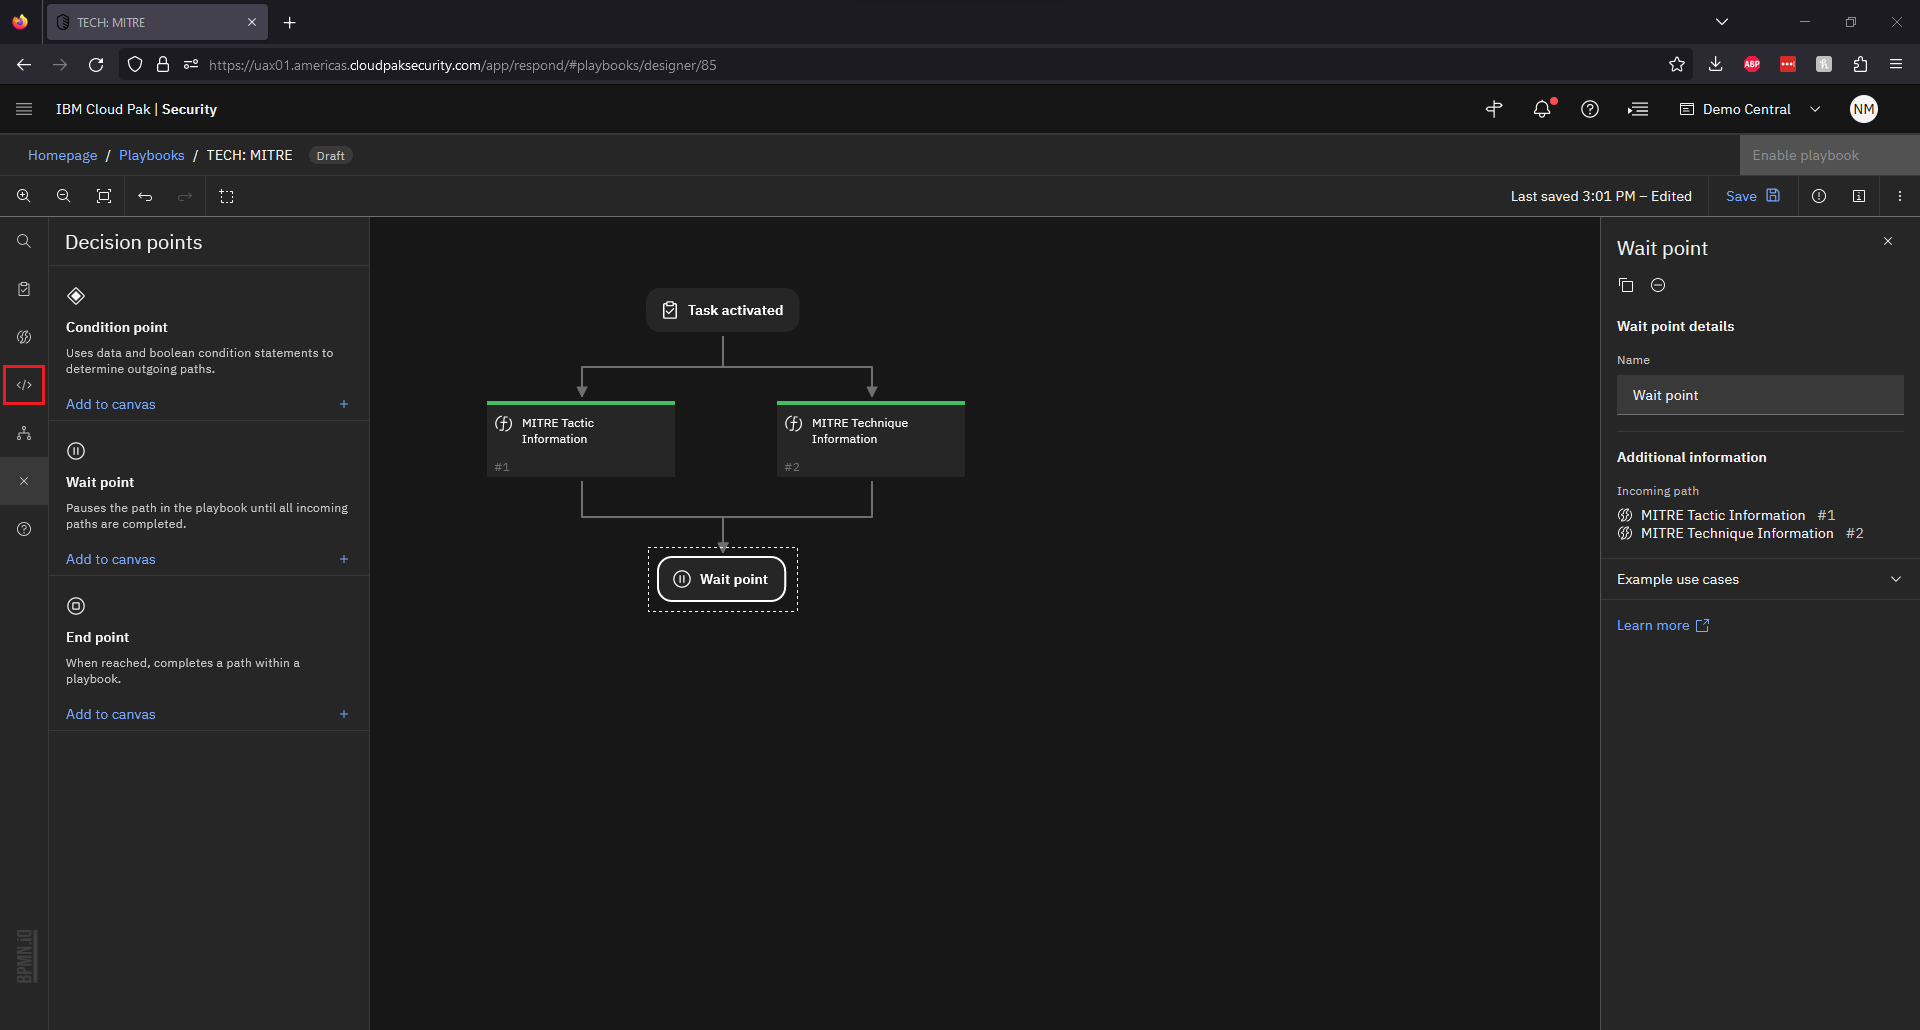 TECH: MITRE
https://uax01.americas.cloudpaksecurity.com/app/respond/#playbooks/designer/85
ABP
IBM Cloud Pak | Security
Demo Central
NM
Homepage / Playbooks / TECH: MITRE Draft
Enable playbook
Last saved 3:01 PM – Edited
Save
Decision points
Condition point
Uses data and boolean condition statements to
determine outgoing paths.
Add to canvas
Wait point
Pauses the path in the playbook until all incoming
paths are completed.
Add to canvas
End point
When reached, completes a path within a
playbook.
Add to canvas
BPMN.iO
Task activated
MITRE Tactic
Information
#1
MITRE Technique
Information
#2
Wait point
Wait point
Wait point details
Name
Wait point
Additional information
Incoming path
MITRE Tactic Information #1
MITRE Technique Information #2
Example use cases
Learn more